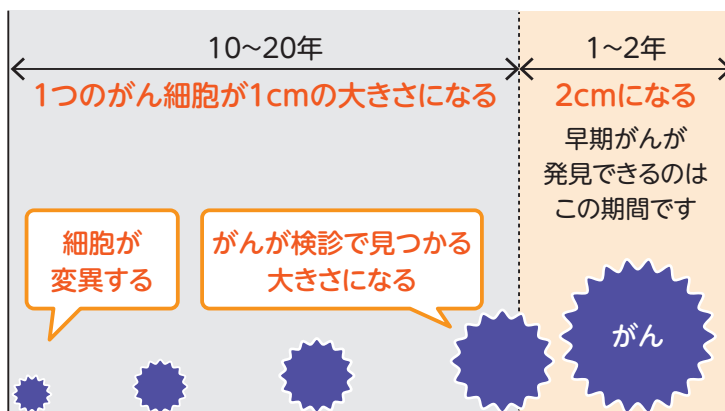 10~20年
1つのがん細胞が1cmの大きさになる
1~2年
2cmになる
早期がんが
発見できるのは
この期間です
細胞が
変異する
がんが検診で見つかる
大きさになる
がん